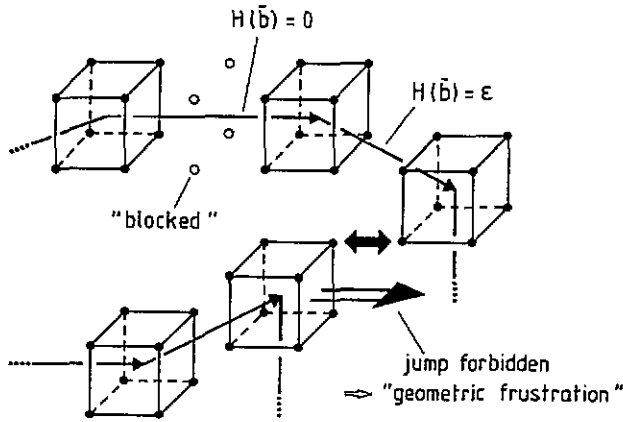 H(b̄) = 0
H(b̄) = ε
"blocked"
jump forbidden
⇒ "geometric frustration"